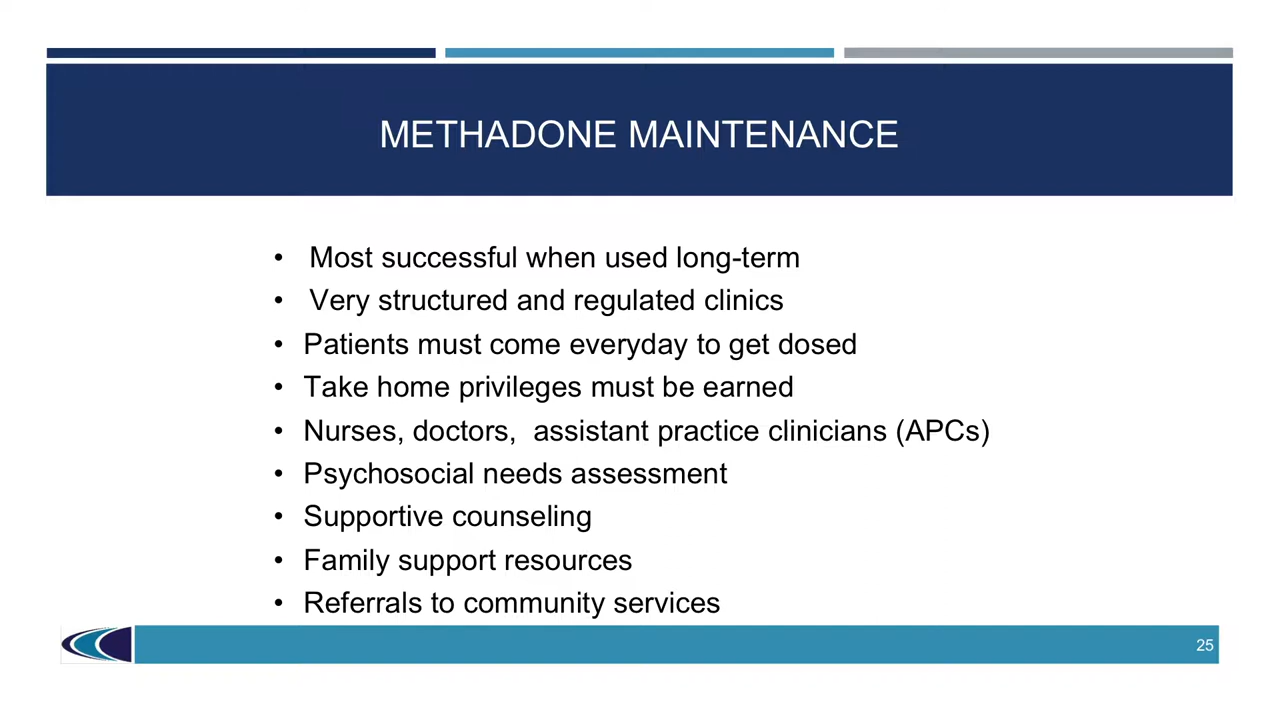 METHADONE MAINTENANCE
• Most successful when used long-term
• Very structured and regulated clinics
• Patients must come everyday to get dosed
• Take home privileges must be earned
• Nurses, doctors,  assistant practice clinicians (APCs)
• Psychosocial needs assessment
• Supportive counseling
• Family support resources
• Referrals to community services
25